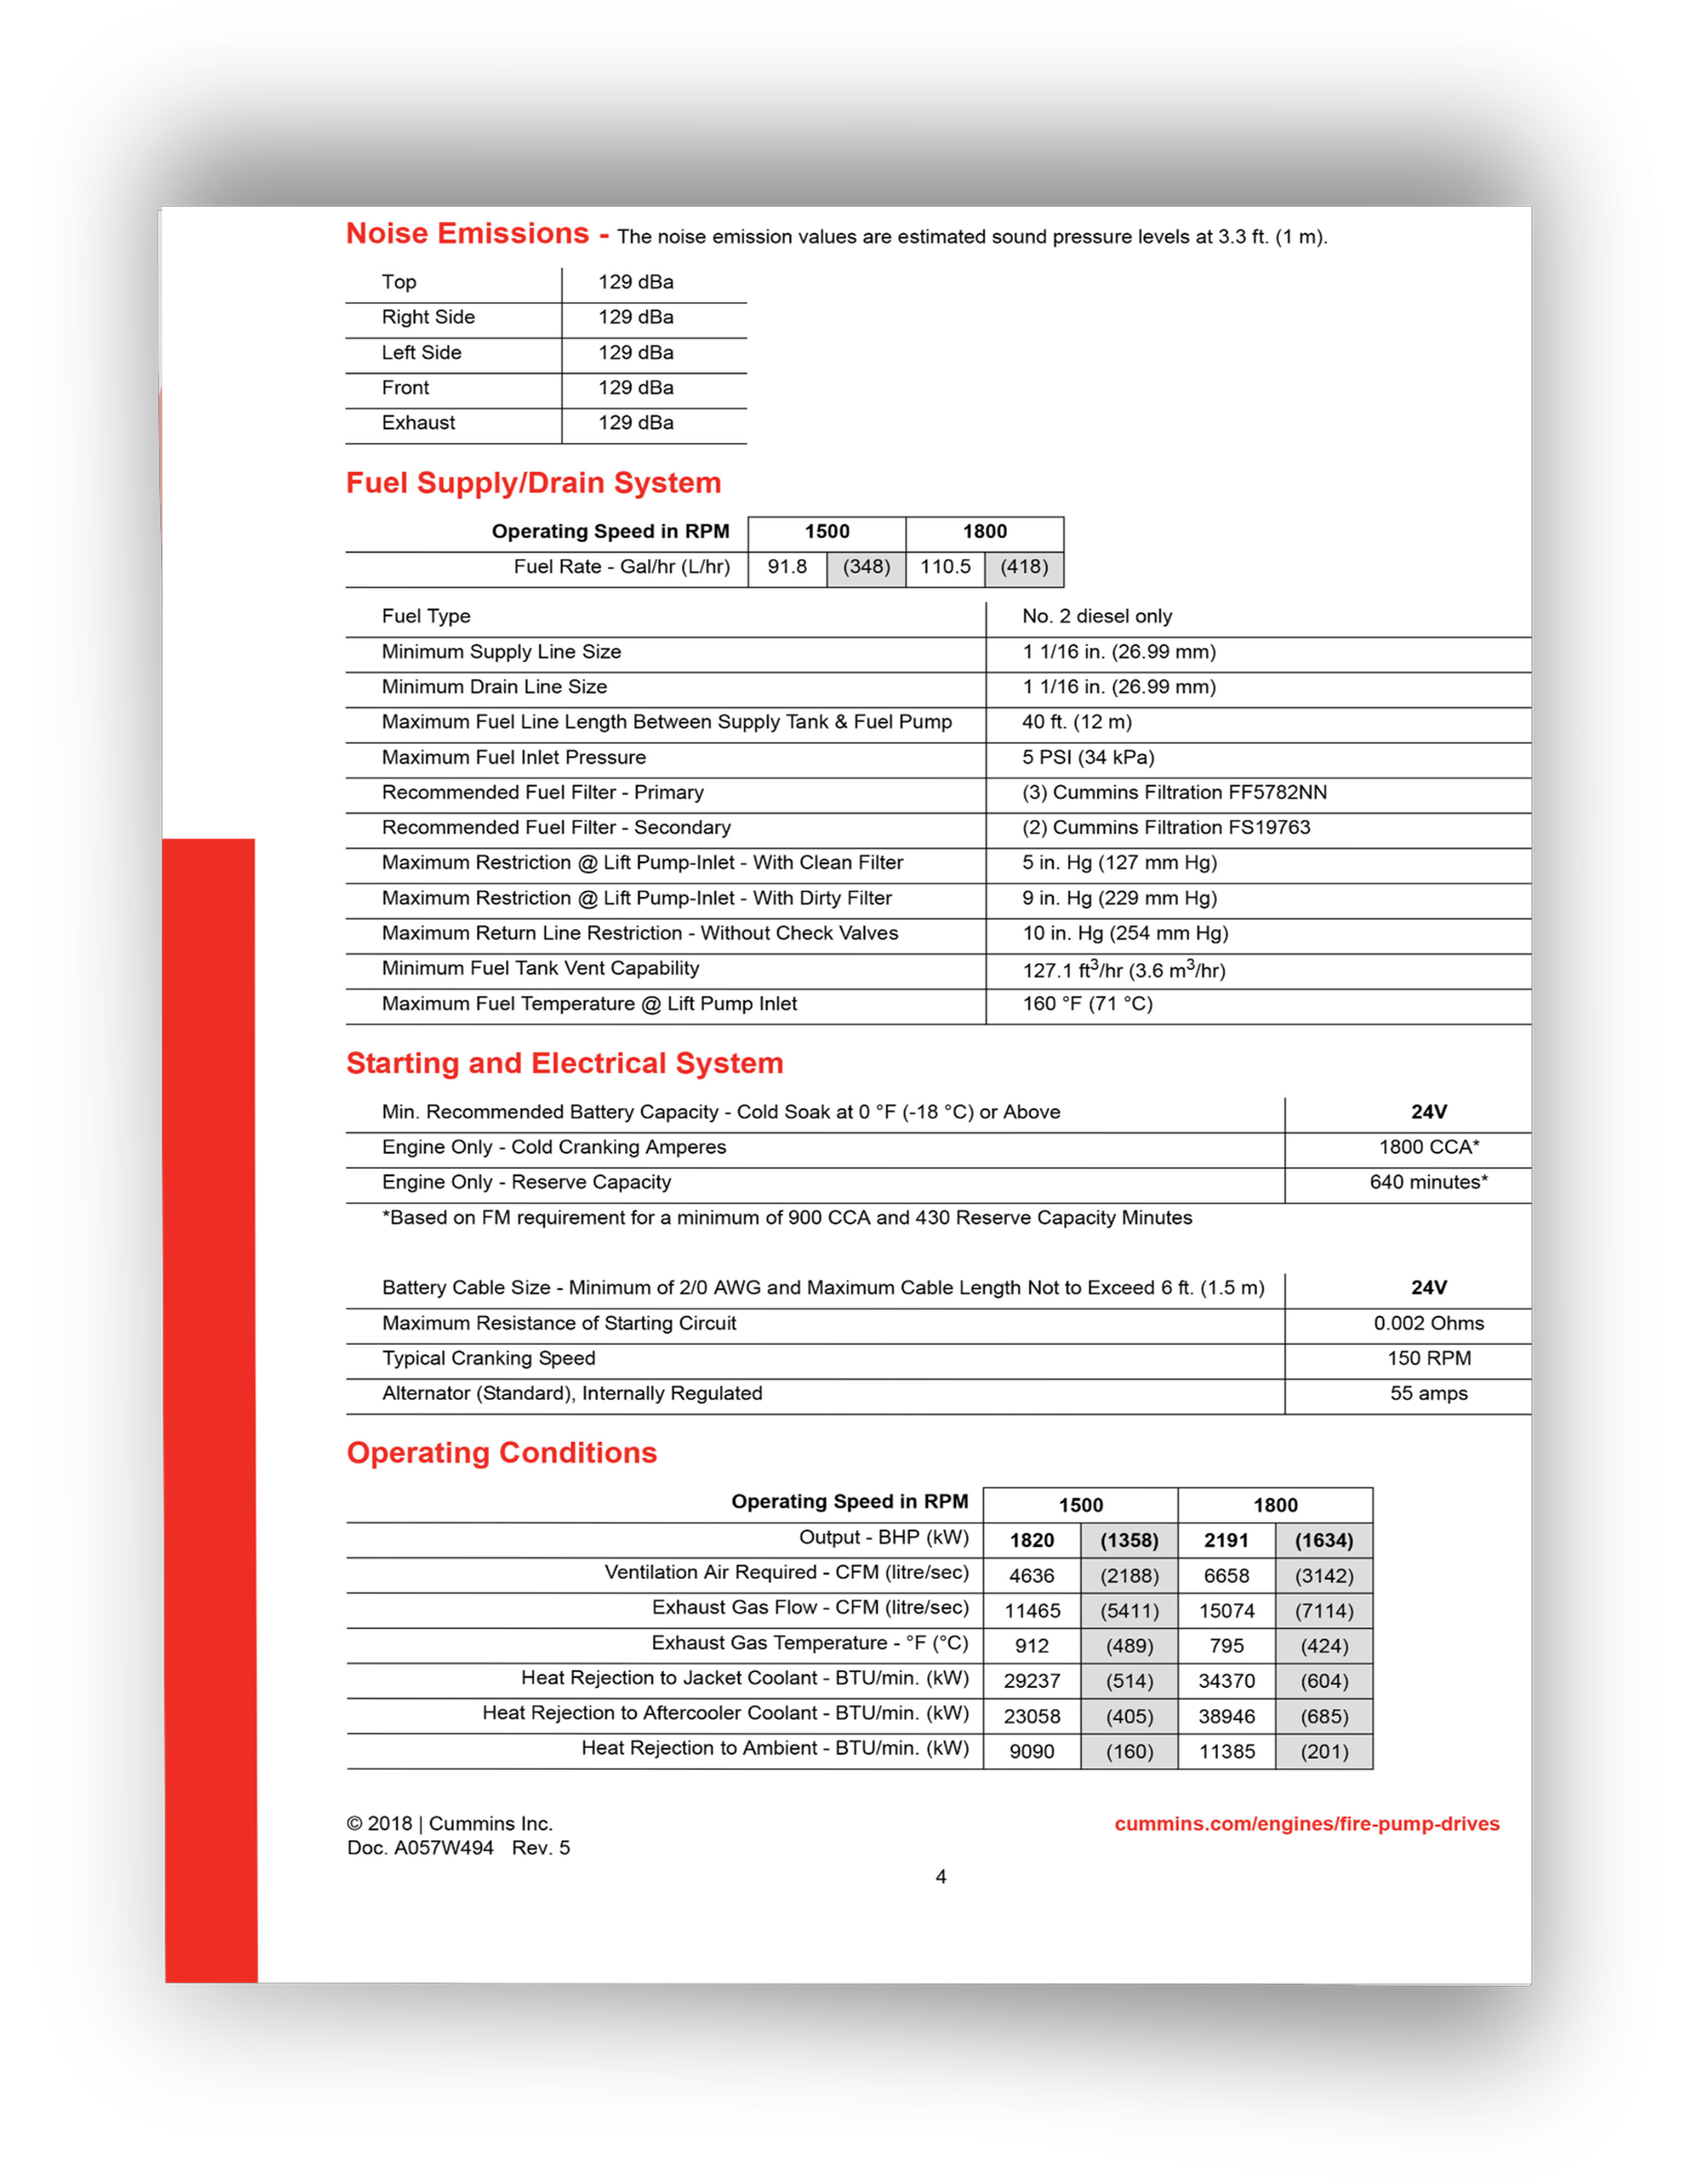 Noise Emissions - The noise emission values are estimated sound pressure levels at 3.3 ft. (1 m).
Top 129 dBa
Right Side 129 dBa
Left Side 129 dBa
Front 129 dBa
Exhaust 129 dBa
Fuel Supply/Drain System
Operating Speed in RPM 1500 1800
Fuel Rate - Gal/hr (L/hr) 91.8 (348) 110.5 (418)
Fuel Type No. 2 diesel only
Minimum Supply Line Size 1 1/16 in. (26.99 mm)
Minimum Drain Line Size 1 1/16 in. (26.99 mm)
Maximum Fuel Line Length Between Supply Tank & Fuel Pump 40 ft. (12 m)
Maximum Fuel Inlet Pressure 5 PSI (34 kPa)
Recommended Fuel Filter - Primary (3) Cummins Filtration FF5782NN
Recommended Fuel Filter - Secondary (2) Cummins Filtration FS19763
Maximum Restriction @ Lift Pump-Inlet - With Clean Filter 5 in. Hg (127 mm Hg)
Maximum Restriction @ Lift Pump-Inlet - With Dirty Filter 9 in. Hg (229 mm Hg)
Maximum Return Line Restriction - Without Check Valves 10 in. Hg (254 mm Hg)
Minimum Fuel Tank Vent Capability 127.1 ft³/hr (3.6 m³/hr)
Maximum Fuel Temperature @ Lift Pump Inlet 160 °F (71 °C)
Starting and Electrical System
Min. Recommended Battery Capacity - Cold Soak at 0 °F (-18 °C) or Above 24V
Engine Only - Cold Cranking Amperes 1800 CCA*
Engine Only - Reserve Capacity 640 minutes*
*Based on FM requirement for a minimum of 900 CCA and 430 Reserve Capacity Minutes
Battery Cable Size - Minimum of 2/0 AWG and Maximum Cable Length Not to Exceed 6 ft. (1.5 m) 24V
Maximum Resistance of Starting Circuit 0.002 Ohms
Typical Cranking Speed 150 RPM
Alternator (Standard), Internally Regulated 55 amps
Operating Conditions
Operating Speed in RPM 1500 1800
Output - BHP (kW) 1820 (1358) 2191 (1634)
Ventilation Air Required - CFM (litre/sec) 4636 (2188) 6658 (3142)
Exhaust Gas Flow - CFM (litre/sec) 11465 (5411) 15074 (7114)
Exhaust Gas Temperature - °F (°C) 912 (489) 795 (424)
Heat Rejection to Jacket Coolant - BTU/min. (kW) 29237 (514) 34370 (604)
Heat Rejection to Aftercooler Coolant - BTU/min. (kW) 23058 (405) 38946 (685)
Heat Rejection to Ambient - BTU/min. (kW) 9090 (160) 11385 (201)
© 2018 | Cummins Inc. cummins.com/engines/fire-pump-drives
Doc. A057W494 Rev. 5
4